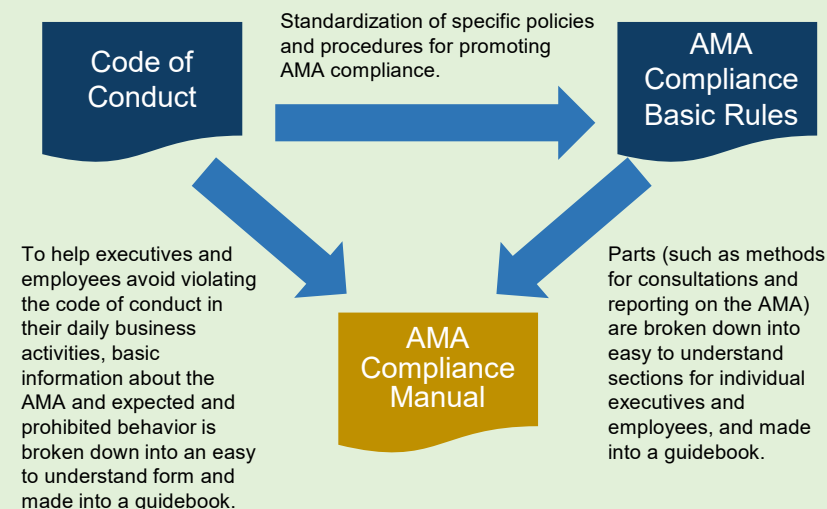 Code of
Conduct
Standardization of specific policies
and procedures for promoting
AMA compliance.
AMA
Compliance
Basic Rules
To help executives and
employees avoid violating
the code of conduct in
their daily business
activities, basic
information about the
AMA and expected and
prohibited behavior is
broken down into an easy
to understand form and
made into a guidebook.
AMA
Compliance
Manual
Parts (such as methods
for consultations and
reporting on the AMA)
are broken down into
easy to understand
sections for individual
executives and
employees, and made
into a guidebook.